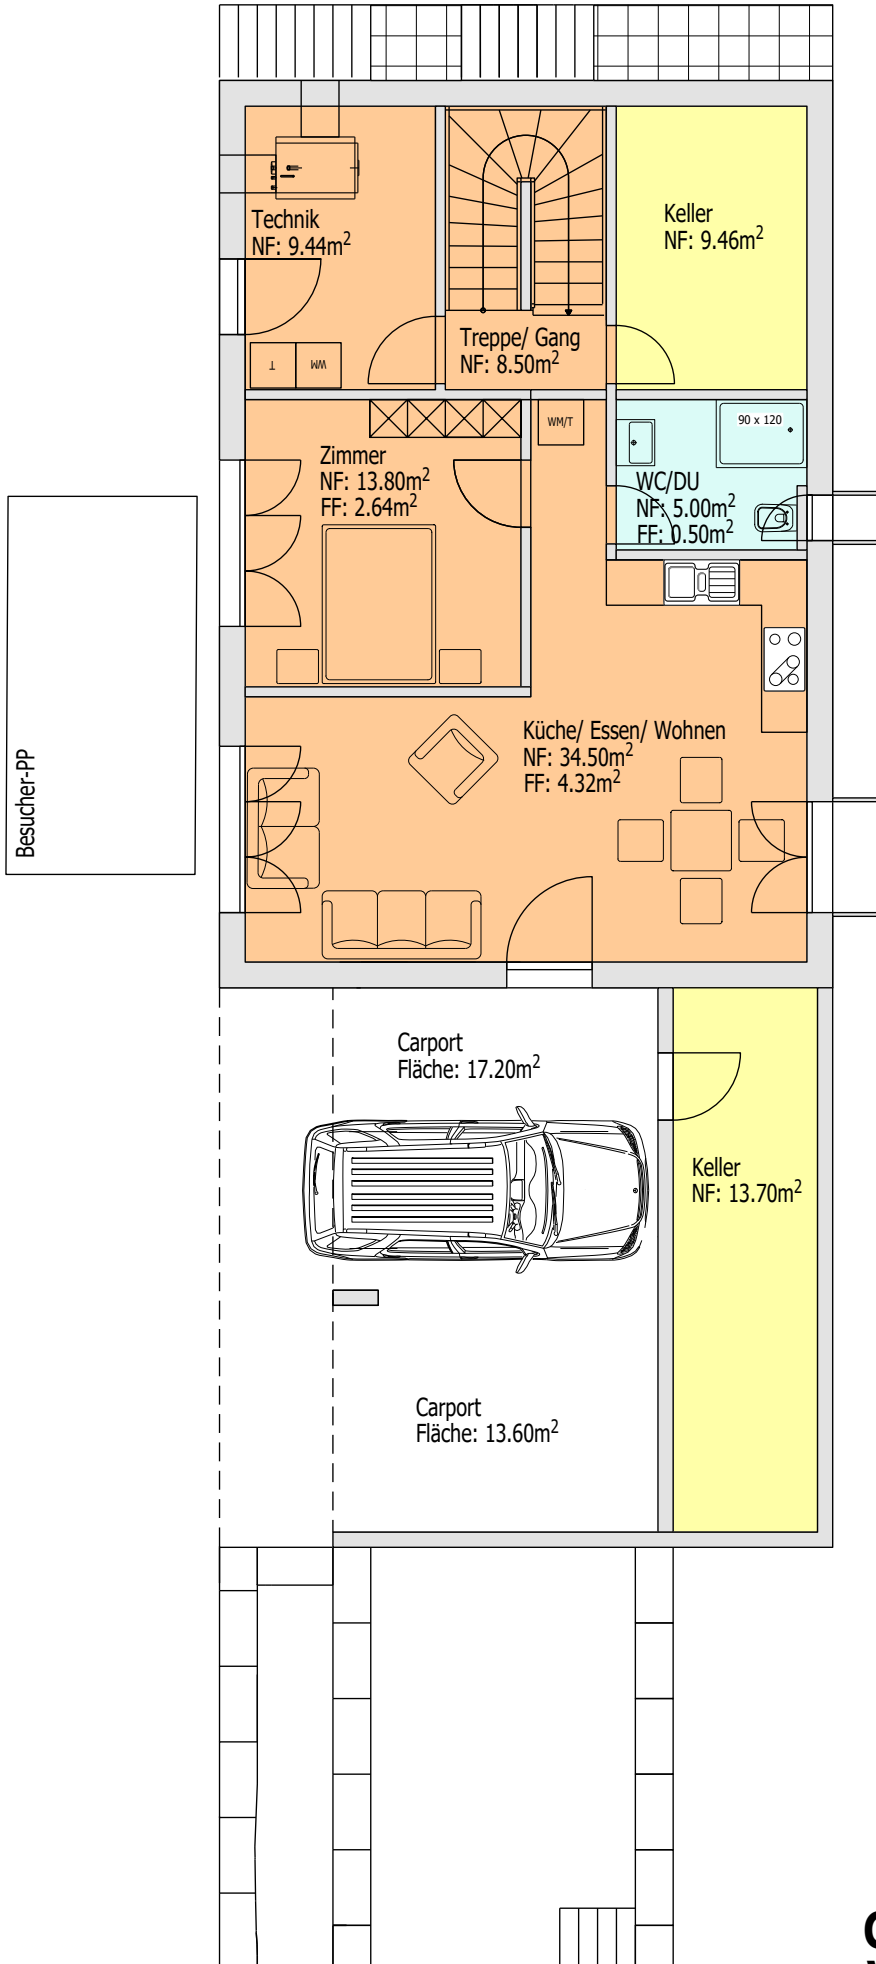 Technik
NF: 9.44m²
Keller
NF: 9.46m²
Treppe/ Gang
NF: 8.50m²
T
WM
WM/T
90 x 120
Zimmer
NF: 13.80m²
FF: 2.64m²
WC/DU
NF: 5.00m²
FF: 0.50m²
Küche/ Essen/ Wohnen
NF: 34.50m²
FF: 4.32m²
Besucher-PP
Carport
Fläche: 17.20m²
Keller
NF: 13.70m²
Carport
Fläche: 13.60m²